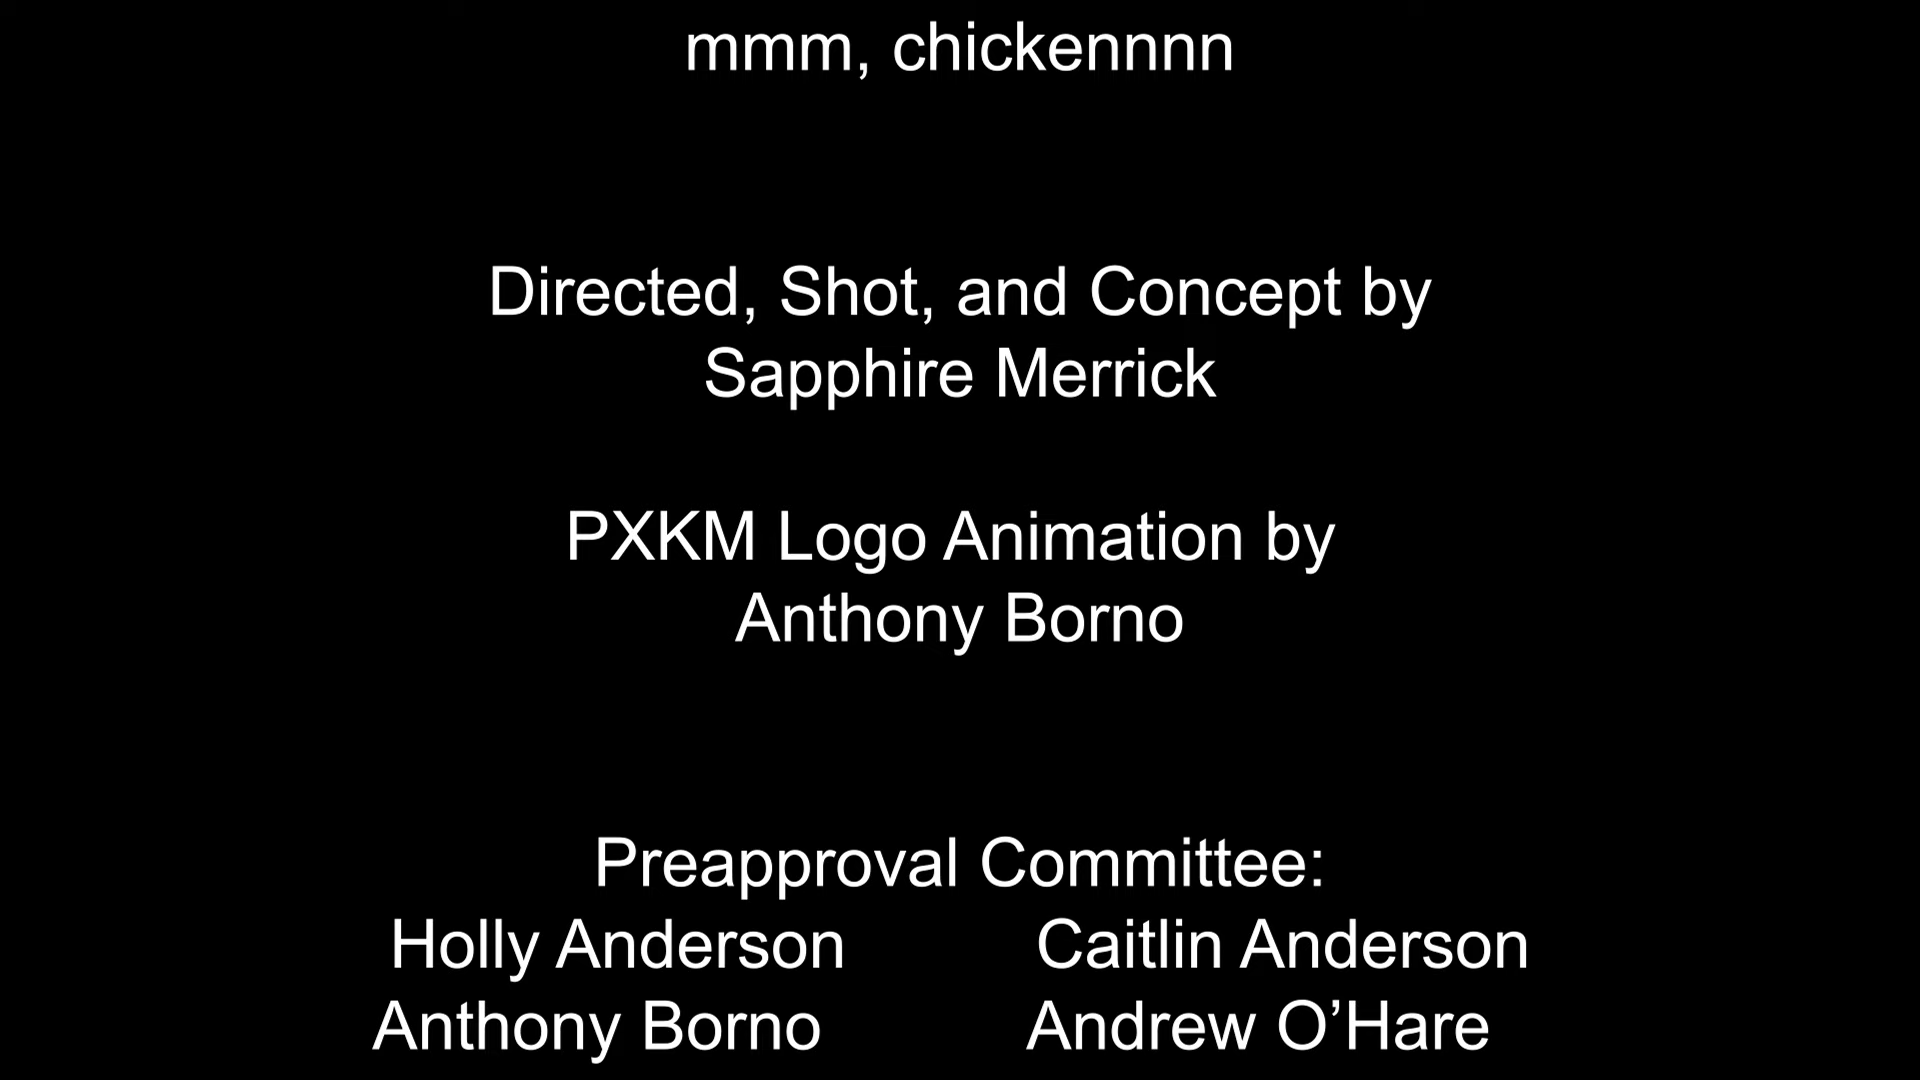 mmm, chickennnn
Directed, Shot, and Concept by
Sapphire Merrick
PXKM Logo Animation by
Anthony Borno
Preapproval Committee:
Holly Anderson Caitlin Anderson
Anthony Borno Andrew O’Hare